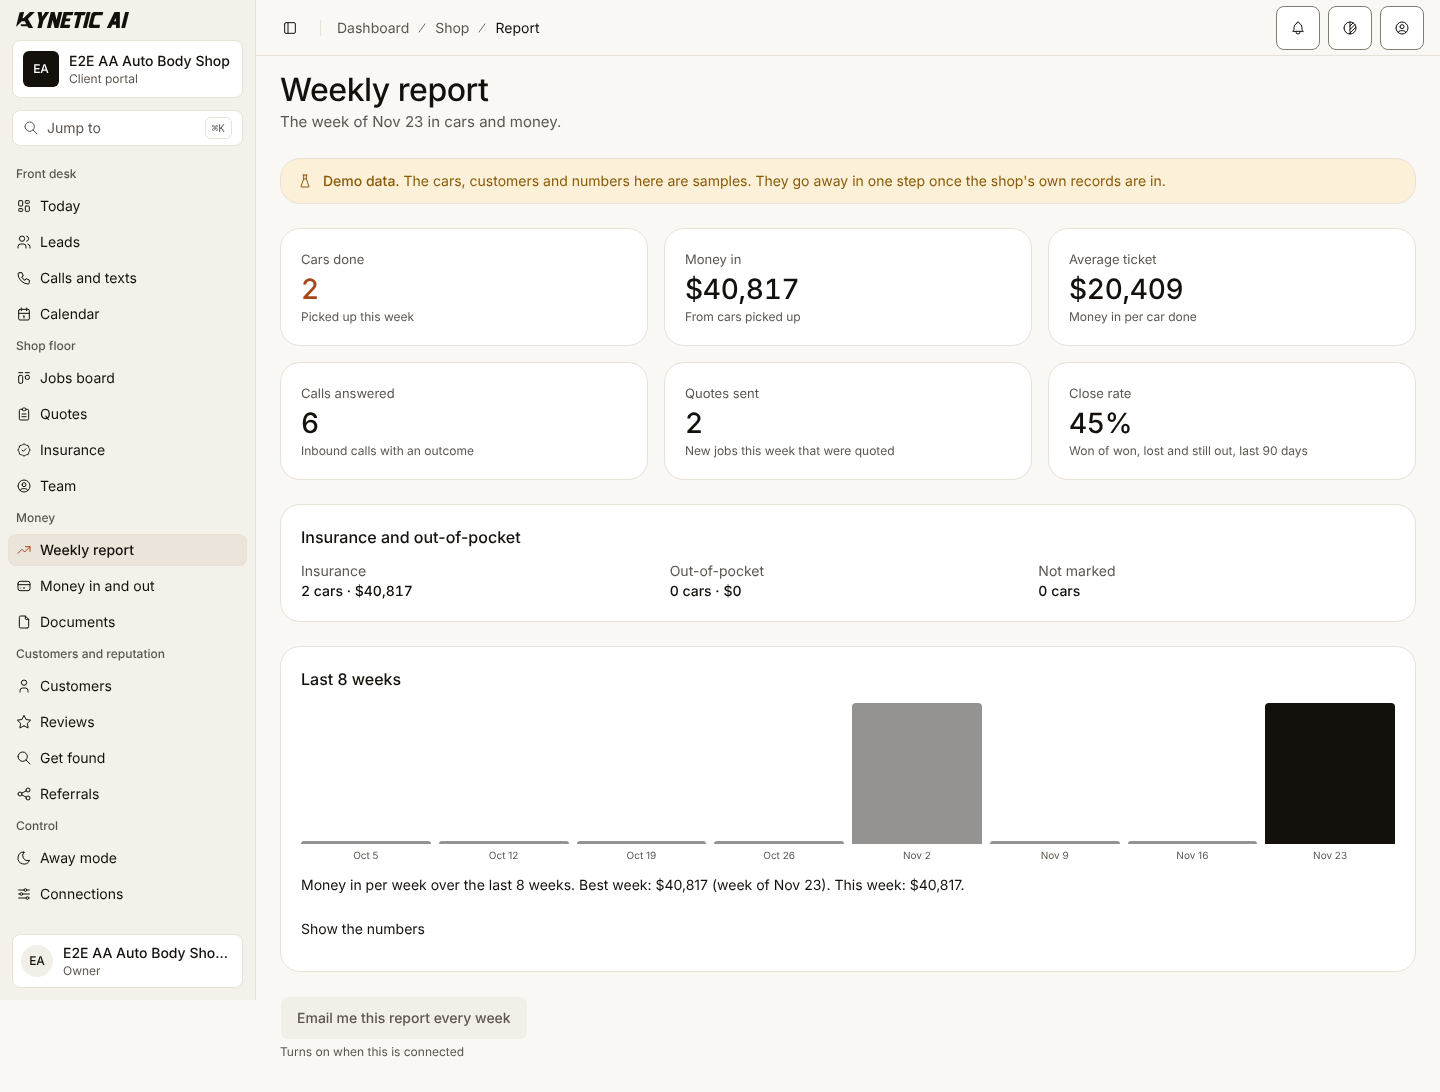 KYNETIC AI
EA
E2E AA Auto Body Shop
Client portal
Jump to
⌘K
Front desk
Today
Leads
Calls and texts
Calendar
Shop floor
Jobs board
Quotes
Insurance
Team
Money
Weekly report
Money in and out
Documents
Customers and reputation
Customers
Reviews
Get found
Referrals
Control
Away mode
Connections
EA
E2E AA Auto Body Sho...
Owner
Dashboard / Shop / Report
Weekly report
The week of Nov 23 in cars and money.
Demo data. The cars, customers and numbers here are samples. They go away in one step once the shop's own records are in.
Cars done
2
Picked up this week
Money in
$40,817
From cars picked up
Average ticket
$20,409
Money in per car done
Calls answered
6
Inbound calls with an outcome
Quotes sent
2
New jobs this week that were quoted
Close rate
45%
Won of won, lost and still out, last 90 days
Insurance and out-of-pocket
Insurance
2 cars · $40,817
Out-of-pocket
0 cars · $0
Not marked
0 cars
Last 8 weeks
Oct 5
Oct 12
Oct 19
Oct 26
Nov 2
Nov 9
Nov 16
Nov 23
Money in per week over the last 8 weeks. Best week: $40,817 (week of Nov 23). This week: $40,817.
Show the numbers
Email me this report every week
Turns on when this is connected